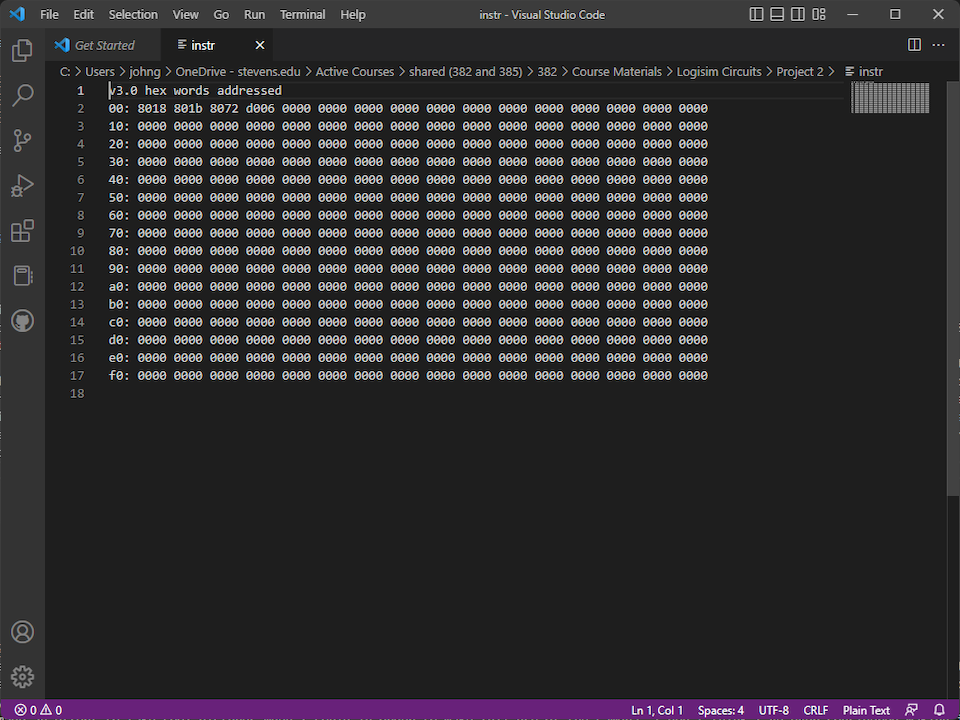 File Edit Selection View Go Run Terminal Help instr - Visual Studio Code
Get Started instr
C: > Users > johng > OneDrive - stevens.edu > Active Courses > shared (382 and 385) > 382 > Course Materials > Logisim Circuits > Project 2 > instr
1 v3.0 hex words addressed
2 00: 8018 801b 8072 d006 0000 0000 0000 0000 0000 0000 0000 0000 0000 0000 0000 0000
3 10: 0000 0000 0000 0000 0000 0000 0000 0000 0000 0000 0000 0000 0000 0000 0000 0000
4 20: 0000 0000 0000 0000 0000 0000 0000 0000 0000 0000 0000 0000 0000 0000 0000 0000
5 30: 0000 0000 0000 0000 0000 0000 0000 0000 0000 0000 0000 0000 0000 0000 0000 0000
6 40: 0000 0000 0000 0000 0000 0000 0000 0000 0000 0000 0000 0000 0000 0000 0000 0000
7 50: 0000 0000 0000 0000 0000 0000 0000 0000 0000 0000 0000 0000 0000 0000 0000 0000
8 60: 0000 0000 0000 0000 0000 0000 0000 0000 0000 0000 0000 0000 0000 0000 0000 0000
9 70: 0000 0000 0000 0000 0000 0000 0000 0000 0000 0000 0000 0000 0000 0000 0000 0000
10 80: 0000 0000 0000 0000 0000 0000 0000 0000 0000 0000 0000 0000 0000 0000 0000 0000
11 90: 0000 0000 0000 0000 0000 0000 0000 0000 0000 0000 0000 0000 0000 0000 0000 0000
12 a0: 0000 0000 0000 0000 0000 0000 0000 0000 0000 0000 0000 0000 0000 0000 0000 0000
13 b0: 0000 0000 0000 0000 0000 0000 0000 0000 0000 0000 0000 0000 0000 0000 0000 0000
14 c0: 0000 0000 0000 0000 0000 0000 0000 0000 0000 0000 0000 0000 0000 0000 0000 0000
15 d0: 0000 0000 0000 0000 0000 0000 0000 0000 0000 0000 0000 0000 0000 0000 0000 0000
16 e0: 0000 0000 0000 0000 0000 0000 0000 0000 0000 0000 0000 0000 0000 0000 0000 0000
17 f0: 0000 0000 0000 0000 0000 0000 0000 0000 0000 0000 0000 0000 0000 0000 0000 0000
18
0 0 Ln 1, Col 1 Spaces: 4 UTF-8 CRLF Plain Text